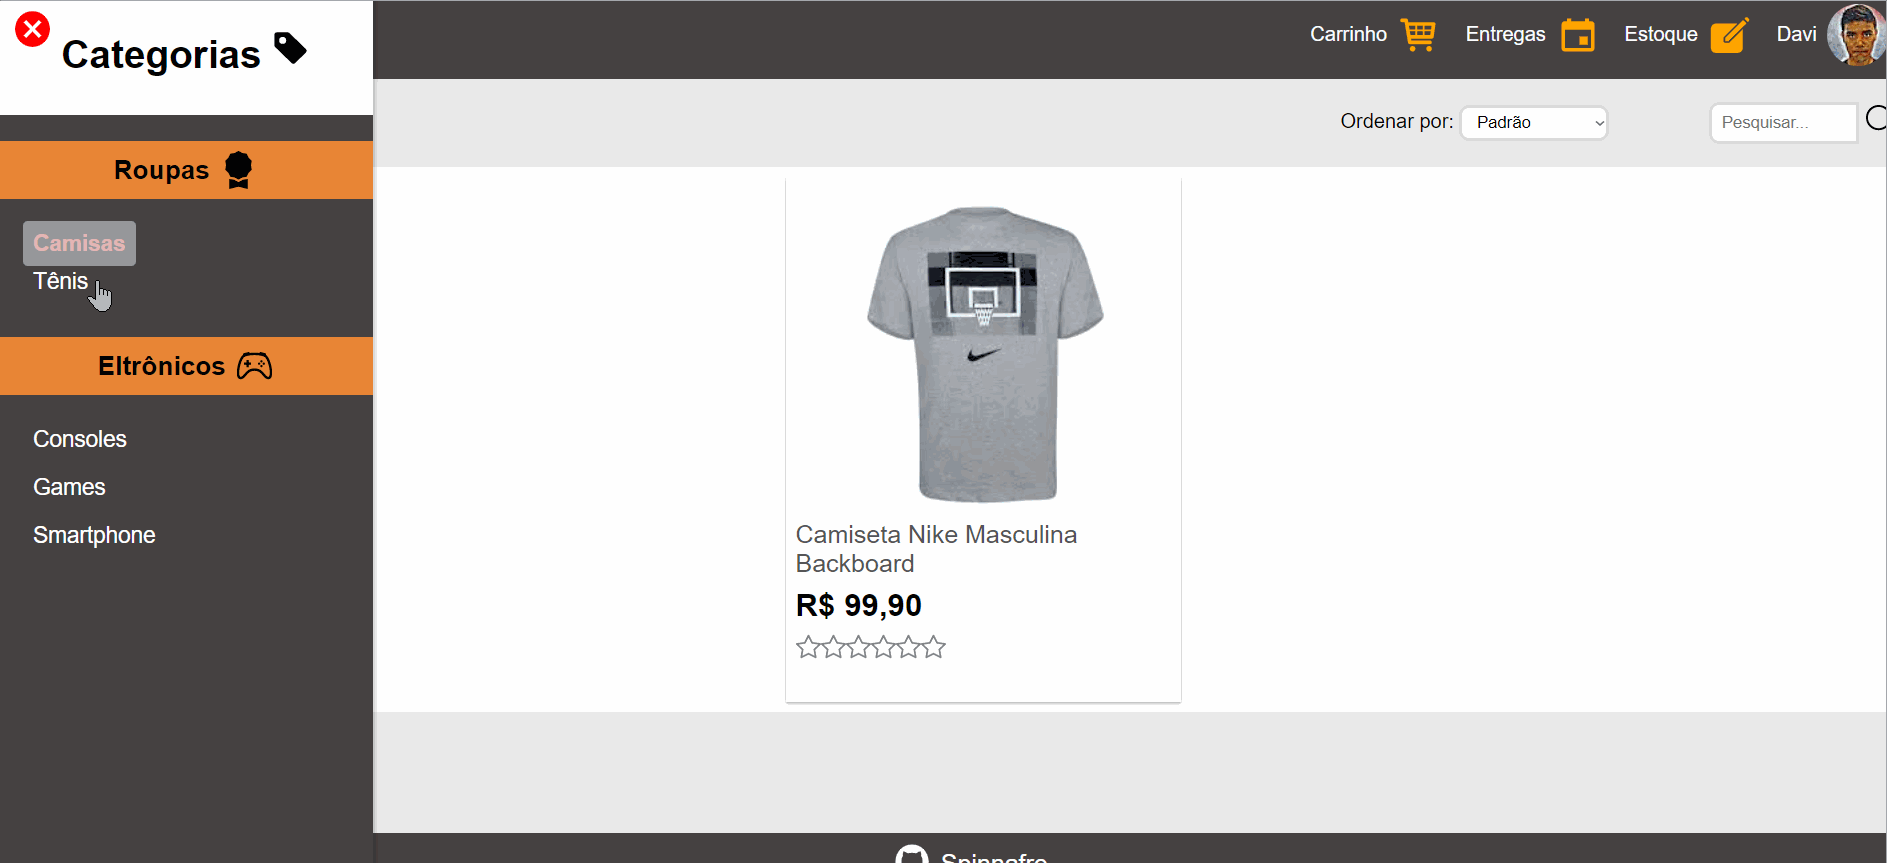 Categorias
Carrinho
Entregas
Estoque
Davi
Ordenar por:
Padrão
Pesquisar...
Roupas
Camisas
Tênis
Eltrônicos
Consoles
Games
Smartphone
Camiseta Nike Masculina
Backboard
R$ 99,90
Spinnafre